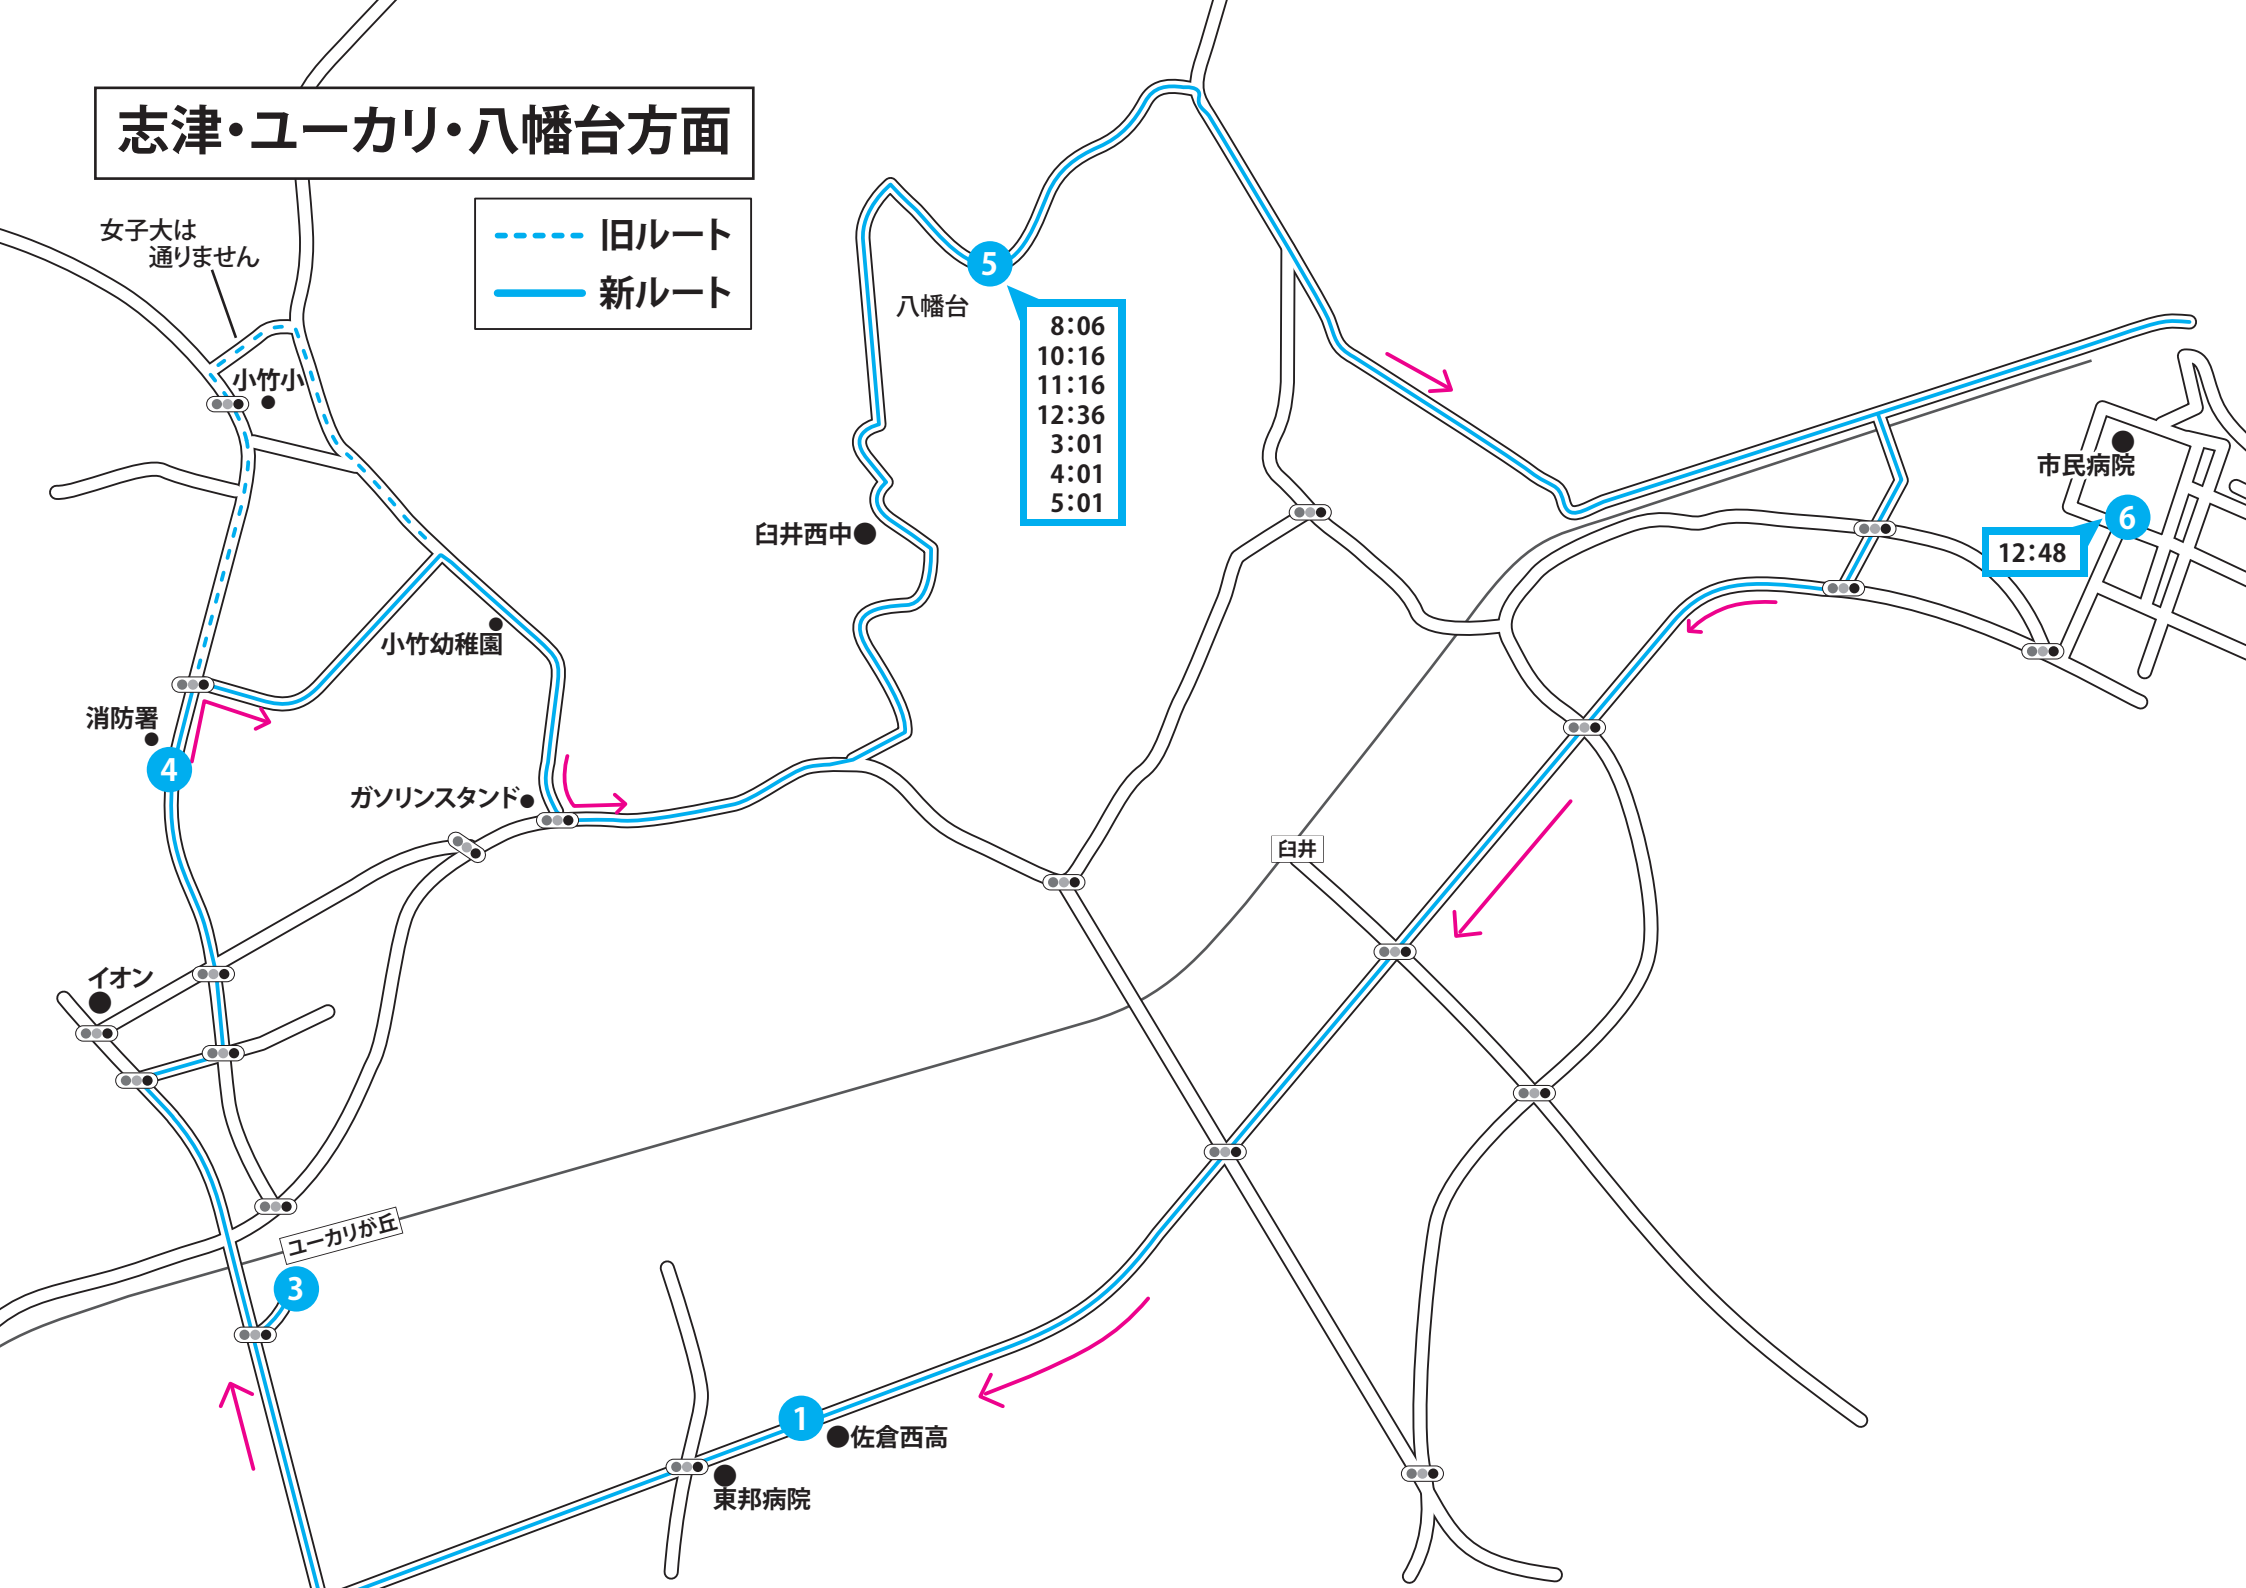 志津・ユーカリ・八幡台方面
旧ルート
新ルート
女子大は
通りません
小竹小
八幡台
5
8:06
10:16
11:16
12:36
3:01
4:01
5:01
市民病院
6
12:48
臼井西中
小竹幼稚園
消防署
4
ガソリンスタンド
臼井
イオン
ユーカリが丘
3
1
佐倉西高
東邦病院